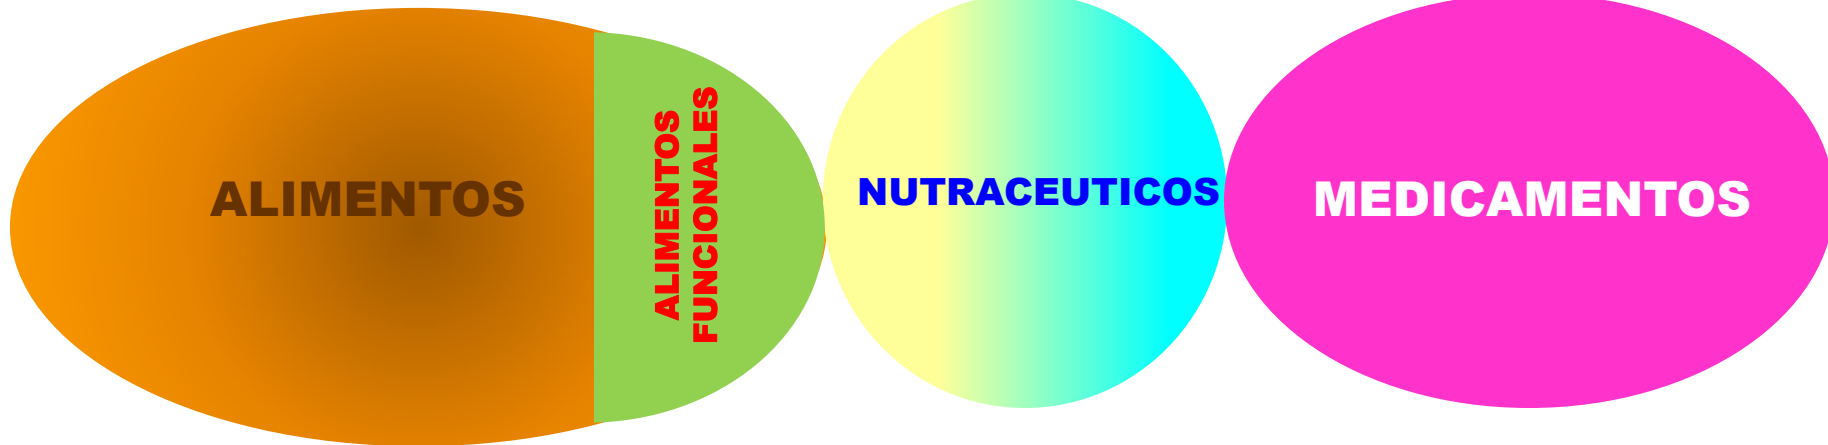 ALIMENTOS
ALIMENTOS
FUNCIONALES
NUTRACEUTICOS
MEDICAMENTOS